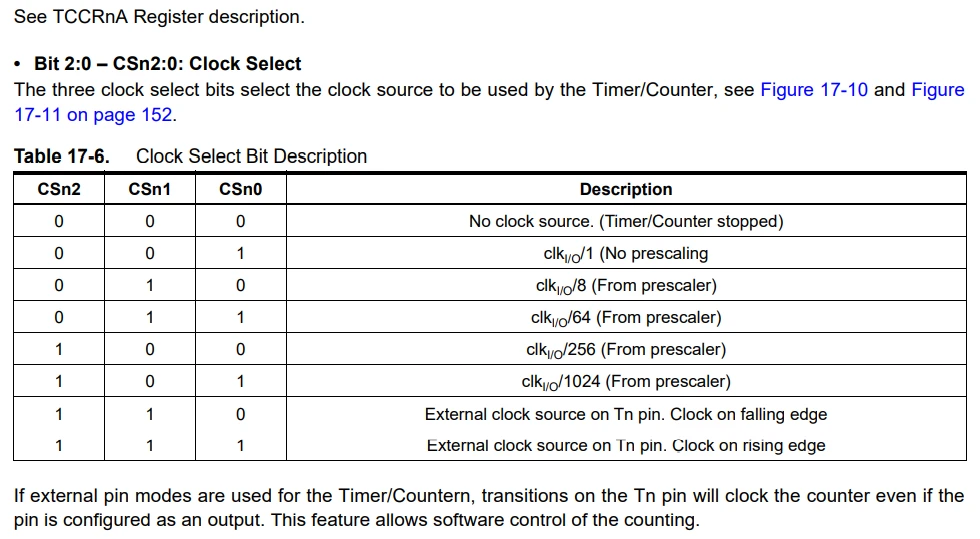 See TCCRnA Register description.
• Bit 2:0 – CSn2:0: Clock Select
The three clock select bits select the clock source to be used by the Timer/Counter, see Figure 17-10 and Figure
17-11 on page 152.
Table 17-6. Clock Select Bit Description
CSn2 CSn1 CSn0 Description
0 0 0 No clock source. (Timer/Counter stopped)
0 0 1 clkI/O/1 (No prescaling
0 1 0 clkI/O/8 (From prescaler)
0 1 1 clkI/O/64 (From prescaler)
1 0 0 clkI/O/256 (From prescaler)
1 0 1 clkI/O/1024 (From prescaler)
1 1 0 External clock source on Tn pin. Clock on falling edge
1 1 1 External clock source on Tn pin. Clock on rising edge
If external pin modes are used for the Timer/Countern, transitions on the Tn pin will clock the counter even if the
pin is configured as an output. This feature allows software control of the counting.